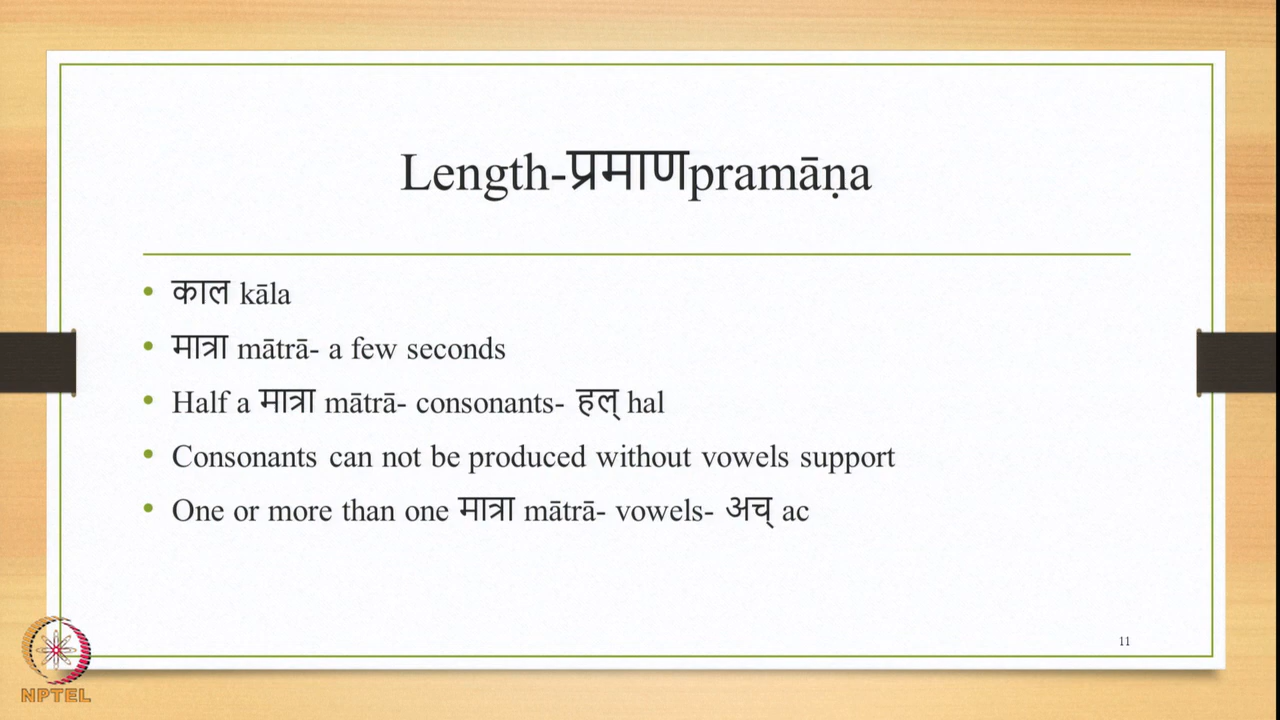 Length-प्रमाणpramāṇa
काल kāla
मात्रा mātrā- a few seconds
Half a मात्रा mātrā- consonants- हल् hal
Consonants can not be produced without vowels support
One or more than one मात्रा mātrā- vowels- अच् ac
11
NPTEL